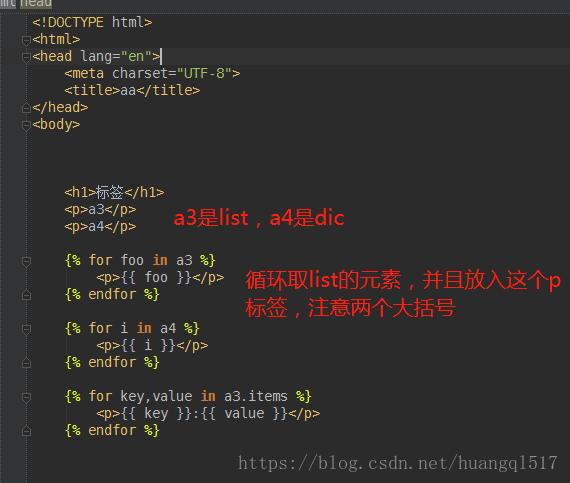 head
<!DOCTYPE html>
<html>
<head lang="en">
<meta charset="UTF-8">
<title>aa</title>
</head>
<body>
<h1>标签</h1>
<p>a3</p>
<p>a4</p>
a3是list，a4是dic
{% for foo in a3 %}
<p>{{ foo }}</p>
{% endfor %}
循环取list的元素，并且放入这个p
标签，注意两个大括号
{% for i in a4 %}
<p>{{ i }}</p>
{% endfor %}
{% for key,value in a3.items %}
<p>{{ key }}:{{ value }}</p>
{% endfor %}
https://blog.csdn.net/huangql517